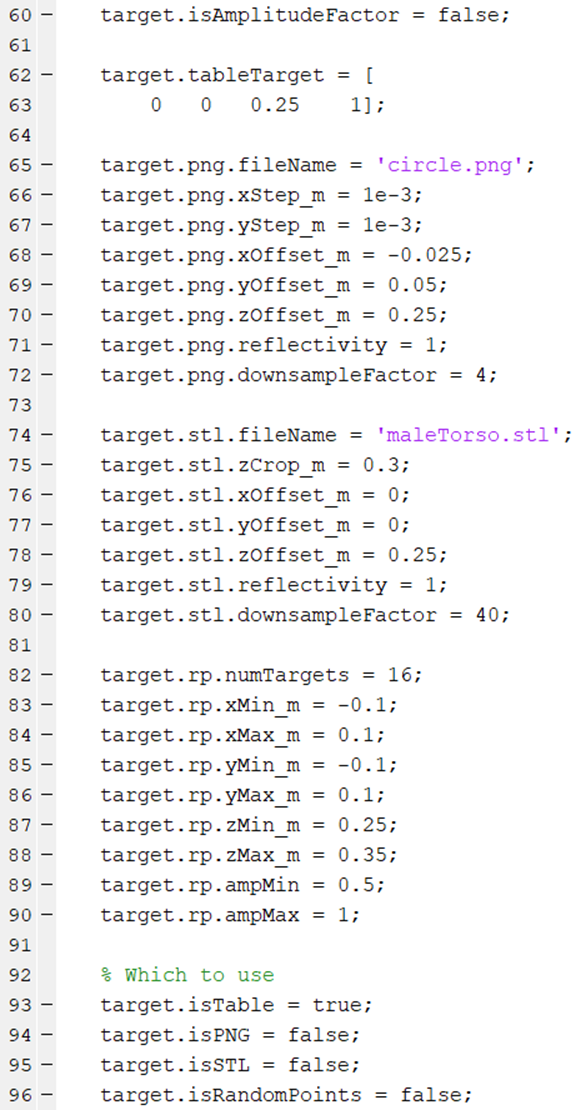 60 – target.isAmplitudeFactor = false;
61
62 – target.tableTarget = [
63 0 0 0.25 1];
64
65 – target.png.fileName = 'circle.png';
66 – target.png.xStep_m = 1e-3;
67 – target.png.yStep_m = 1e-3;
68 – target.png.xOffset_m = -0.025;
69 – target.png.yOffset_m = 0.05;
70 – target.png.zOffset_m = 0.25;
71 – target.png.reflectivity = 1;
72 – target.png.downsampleFactor = 4;
73
74 – target.stl.fileName = 'maleTorso.stl';
75 – target.stl.zCrop_m = 0.3;
76 – target.stl.xOffset_m = 0;
77 – target.stl.yOffset_m = 0;
78 – target.stl.zOffset_m = 0.25;
79 – target.stl.reflectivity = 1;
80 – target.stl.downsampleFactor = 40;
81
82 – target.rp.numTargets = 16;
83 – target.rp.xMin_m = -0.1;
84 – target.rp.xMax_m = 0.1;
85 – target.rp.yMin_m = -0.1;
86 – target.rp.yMax_m = 0.1;
87 – target.rp.zMin_m = 0.25;
88 – target.rp.zMax_m = 0.35;
89 – target.rp.ampMin = 0.5;
90 – target.rp.ampMax = 1;
91
92 % Which to use
93 – target.isTable = true;
94 – target.isPNG = false;
95 – target.isSTL = false;
96 – target.isRandomPoints = false;